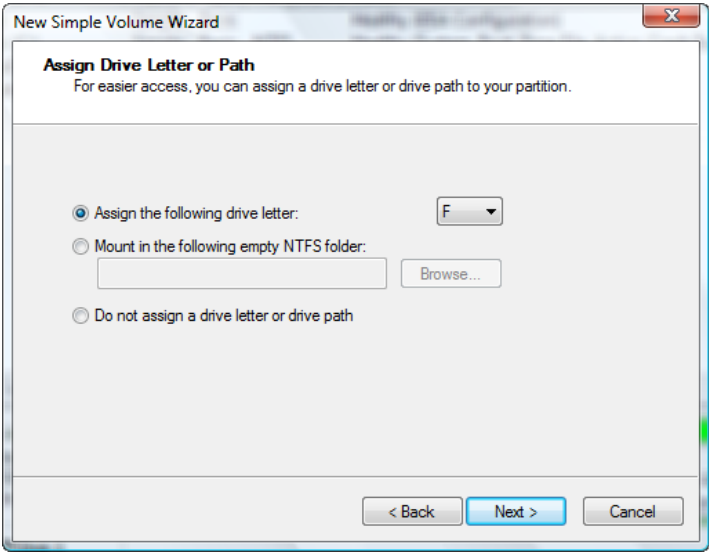 New Simple Volume Wizard
Assign Drive Letter or Path
For easier access, you can assign a drive letter or drive path to your partition.
Assign the following drive letter:
F
Mount in the following empty NTFS folder:
Browse...
Do not assign a drive letter or drive path
< Back
Next >
Cancel